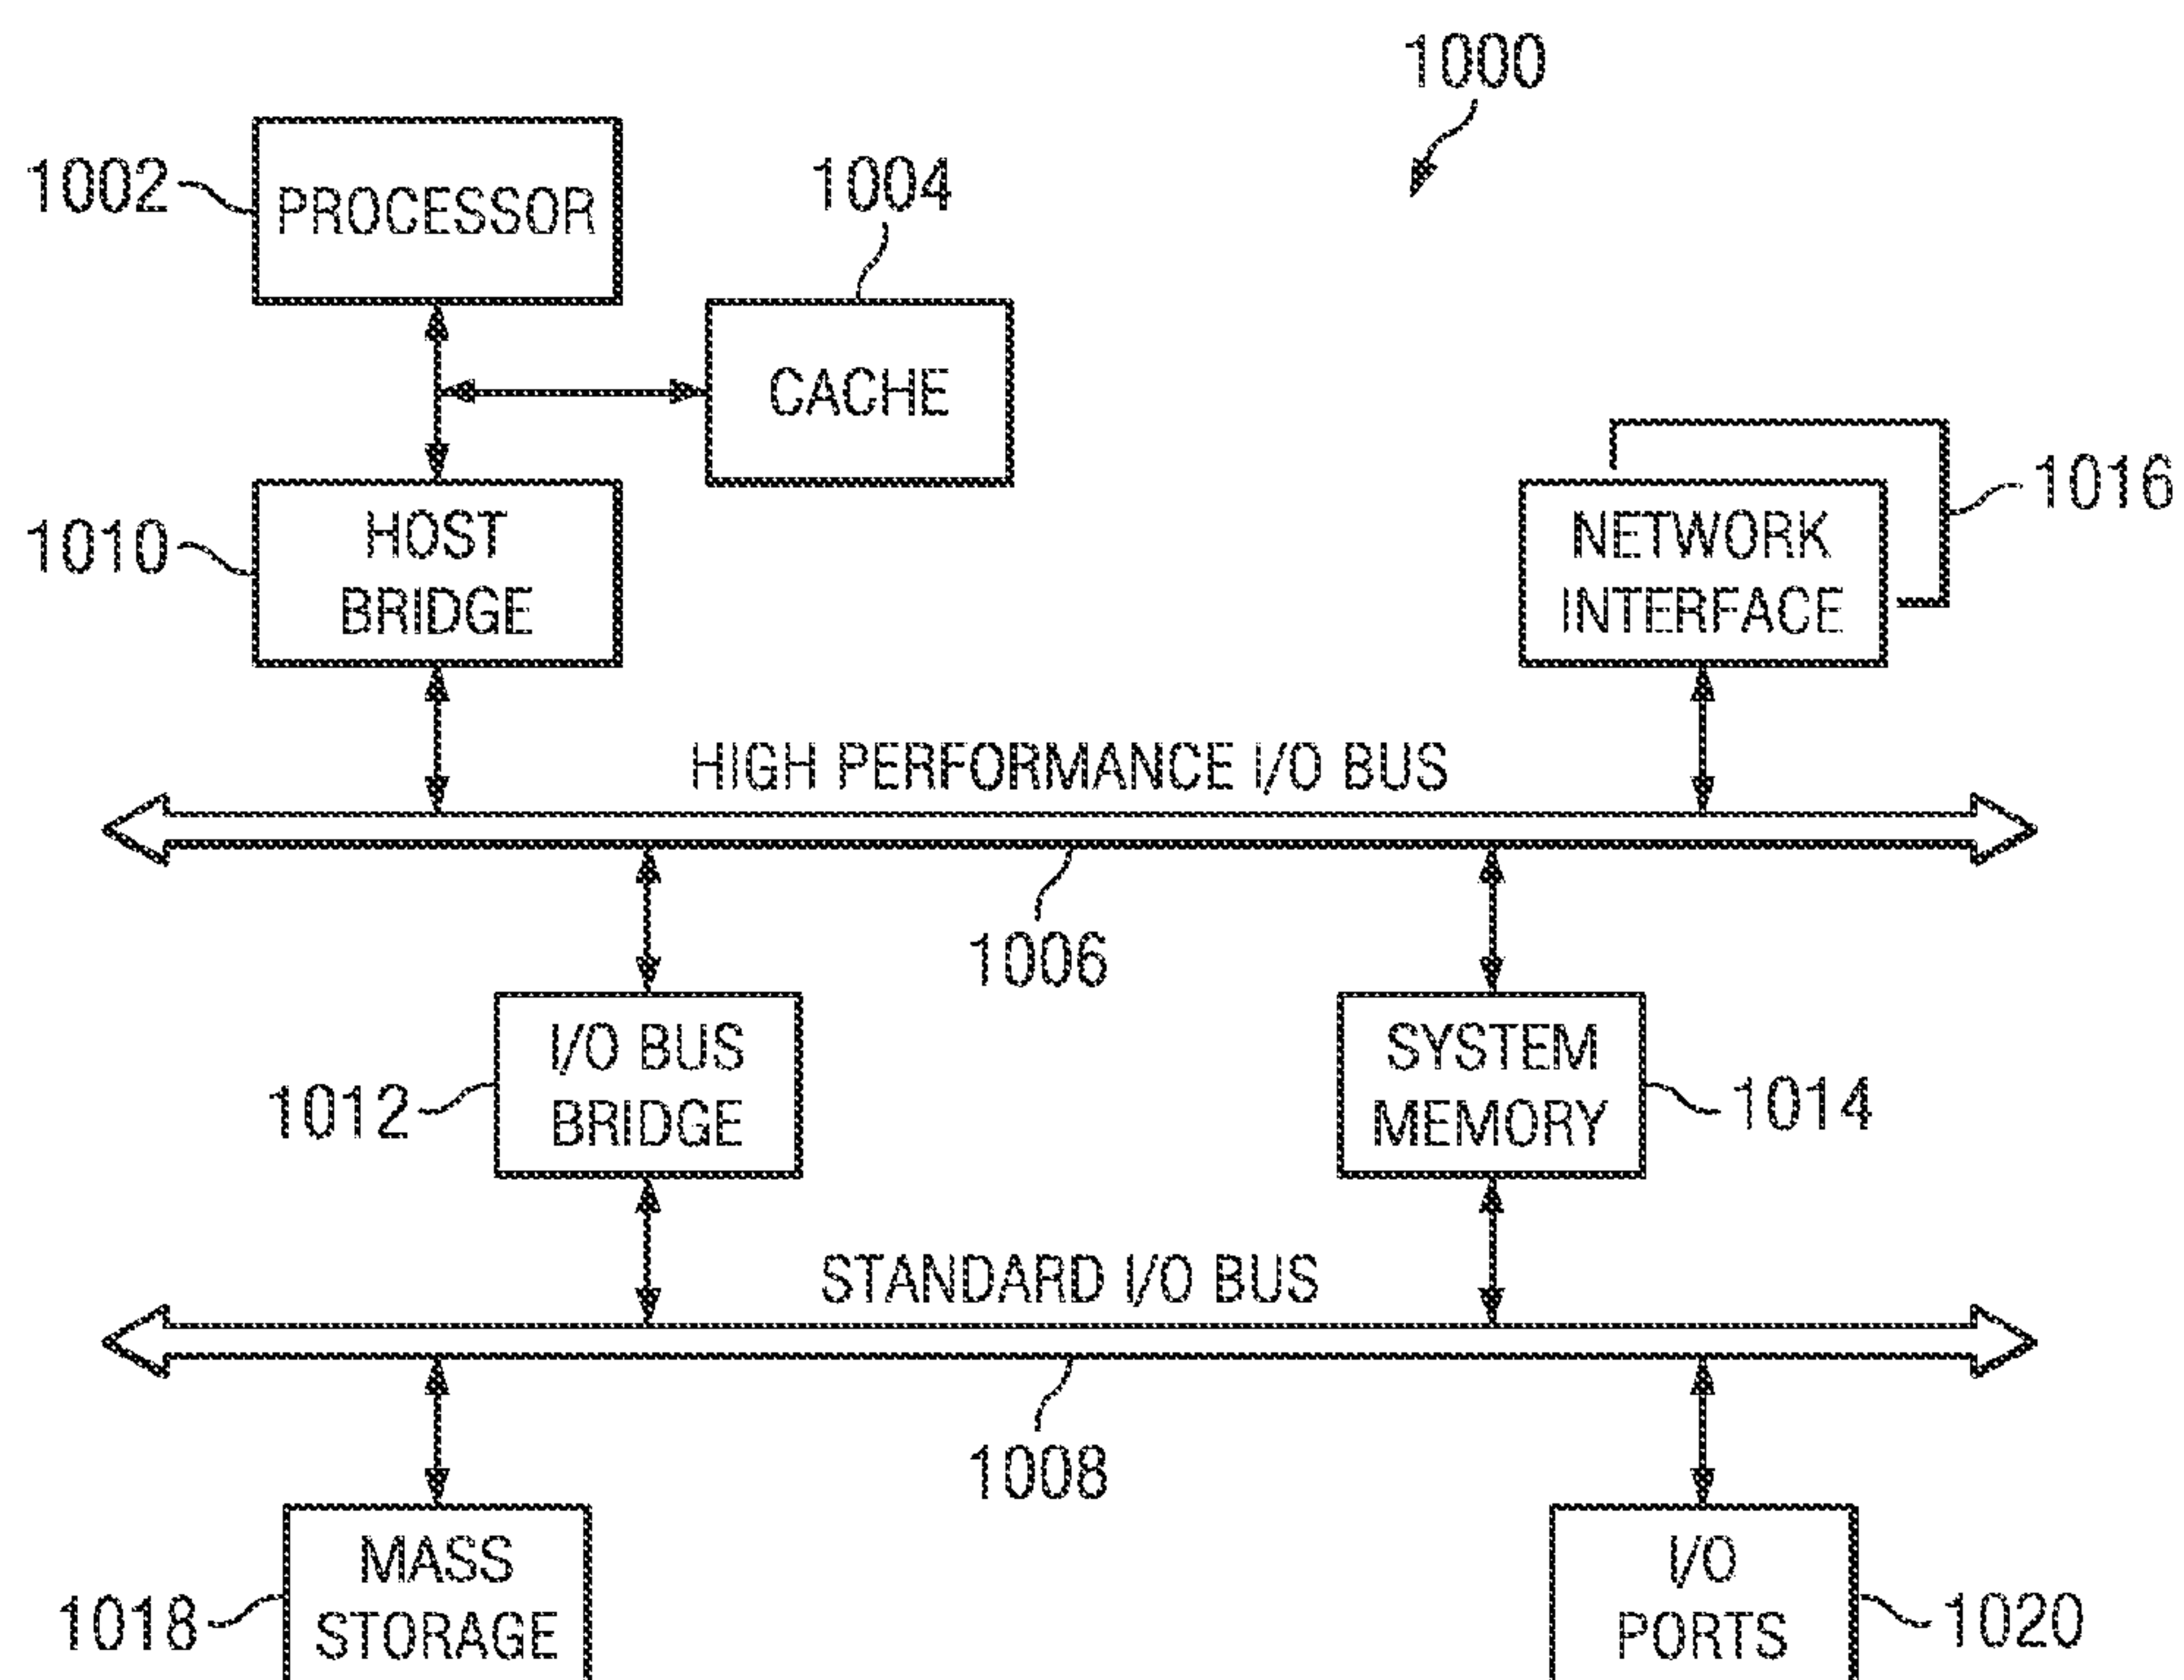 1000
1002
PROCESSOR
1004
CACHE
1010
HOST
BRIDGE
NETWORK
INTERFACE
1016
HIGH PERFORMANCE I/O BUS
1006
1012
I/O BUS
BRIDGE
SYSTEM
MEMORY
1014
STANDARD I/O BUS
1008
1018
MASS
STORAGE
I/O
PORTS
1020